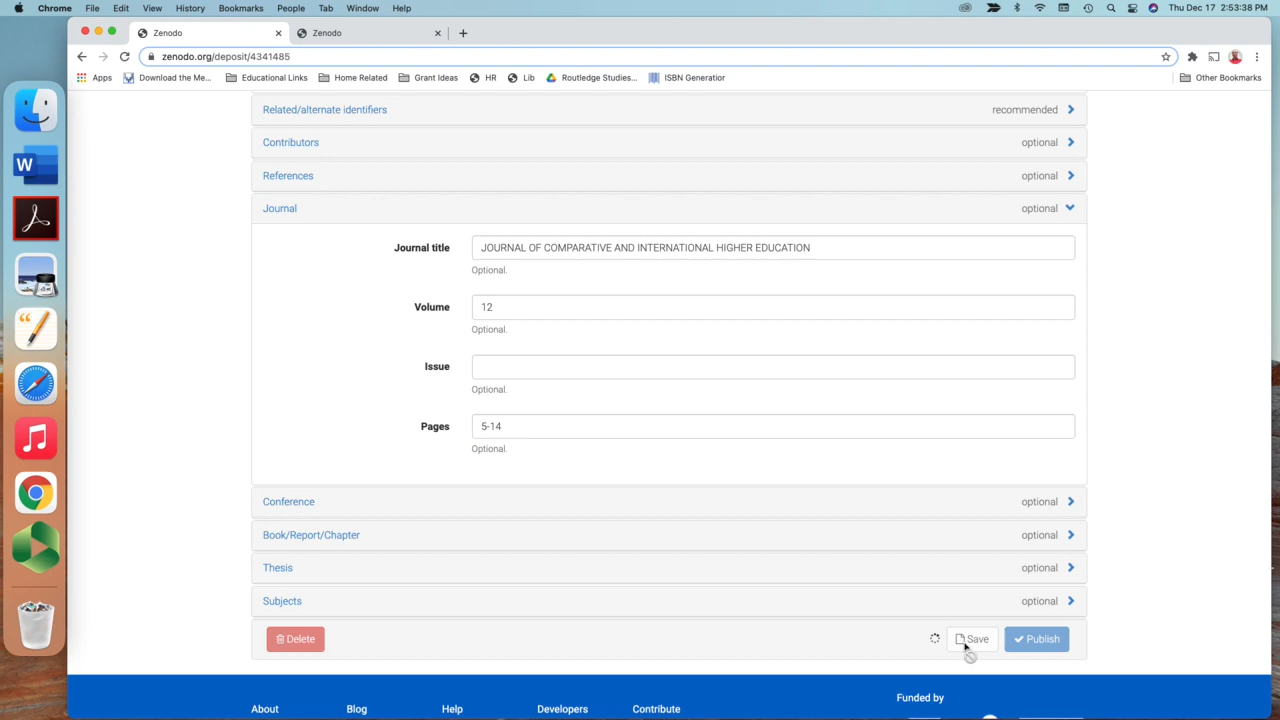 Chrome File Edit View History Bookmarks People Tab Window Help Thu Dec 17 2:53:38 PM
Zenodo Zenodo
zenodo.org/deposit/4341485
Apps Download the Me... Educational Links Home Related Grant Ideas HR Lib Routledge Studies... ISBN Generatior Other Bookmarks
Related/alternate identifiers recommended
Contributors optional
References optional
Journal optional
Journal title JOURNAL OF COMPARATIVE AND INTERNATIONAL HIGHER EDUCATION
Optional.
Volume 12
Optional.
Issue
Optional.
Pages 5-14
Optional.
Conference optional
Book/Report/Chapter optional
Thesis optional
Subjects optional
Delete Save Publish
Funded by
About Blog Help Developers Contribute